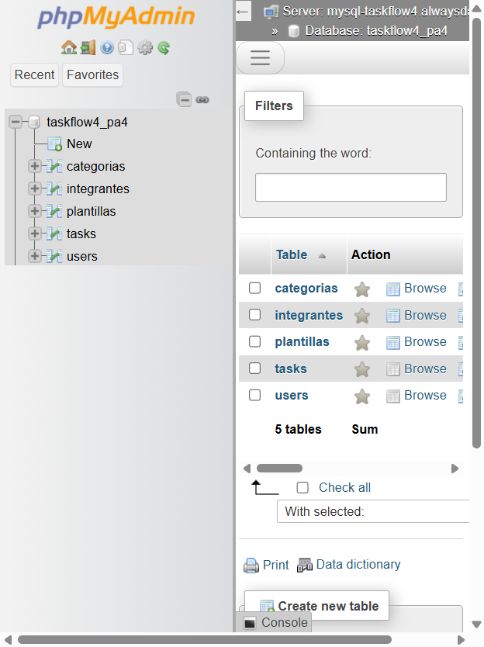 phpMyAdmin
Recent Favorites
taskflow4_pa4
New
categorias
integrantes
plantillas
tasks
users
Server: mysql-taskflow4.alwaysd
» Database: taskflow4_pa4
Filters
Containing the word:
Table Action
categorias Browse
integrantes Browse
plantillas Browse
tasks Browse
users Browse
5 tables Sum
Check all
With selected:
Print Data dictionary
Create new table
Console